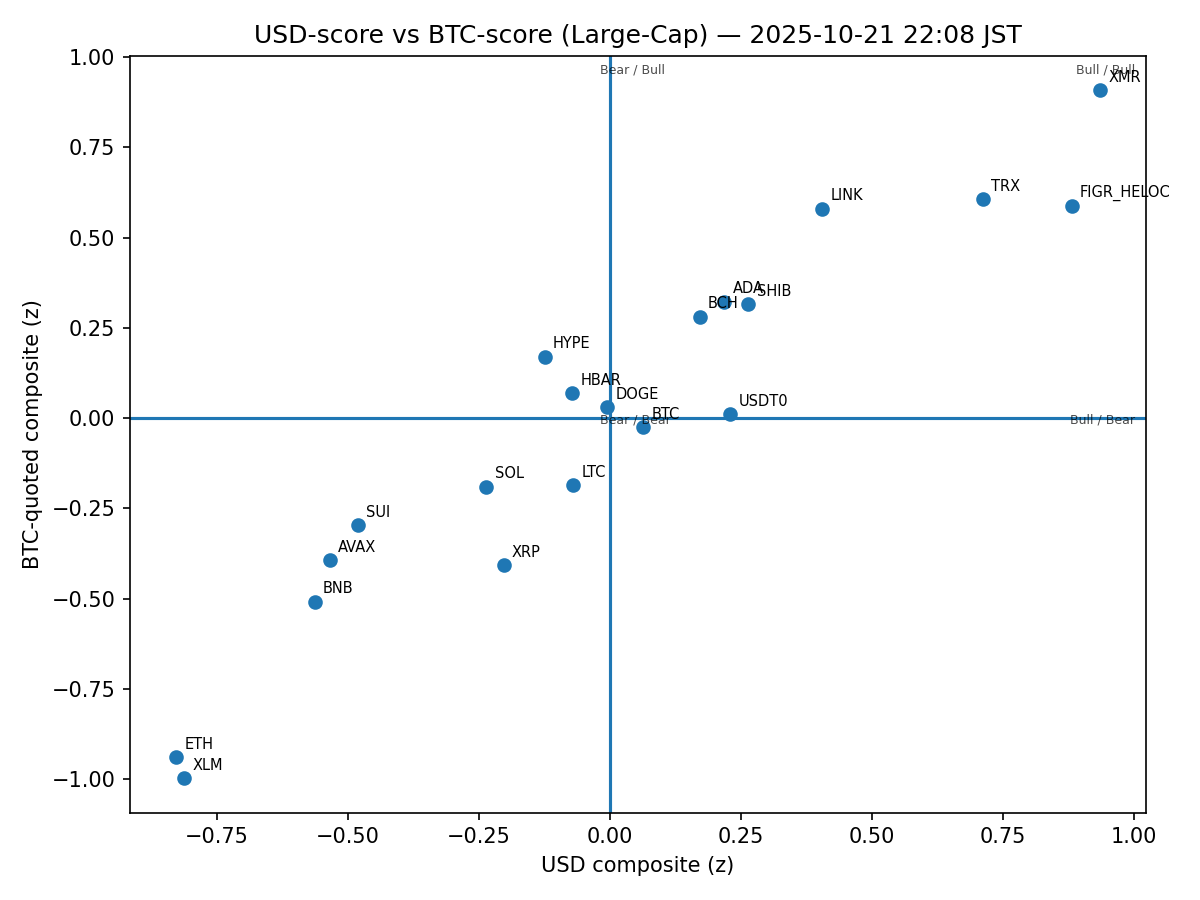 USD-score vs BTC-score (Large-Cap) — 2025-10-21 22:08 JST
1.00
Bear / Bull
Bull / Bull
XMR
0.75
TRX
FIGR_HELOC
LINK
0.50
ADA
SHIB
BCH
0.25
HYPE
HBAR
DOGE
USDT0
BTC
0.00
Bear / Bear
Bull / Bear
SOL
LTC
−0.25
SUI
AVAX
XRP
−0.50
BNB
−0.75
ETH
XLM
−1.00
BTC-quoted composite (z)
−0.75
−0.50
−0.25
0.00
0.25
0.50
0.75
1.00
USD composite (z)